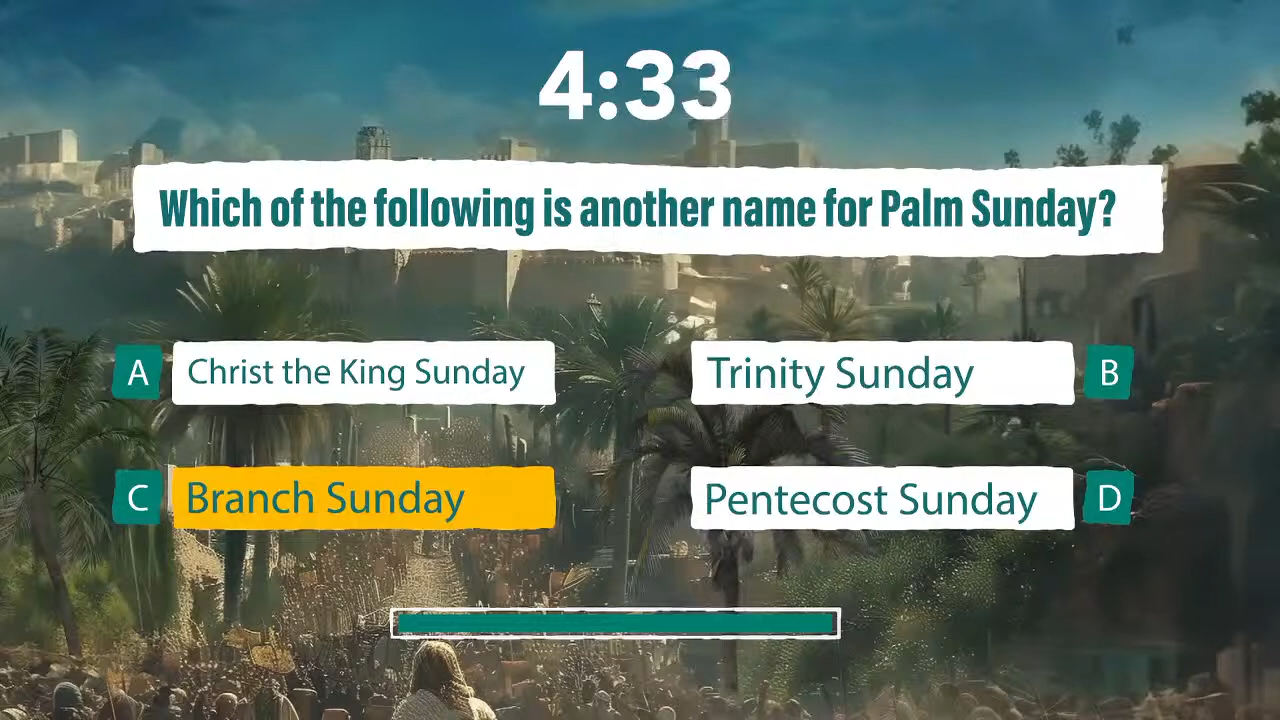 4:33
Which of the following is another name for Palm Sunday?
A Christ the King Sunday
Trinity Sunday B
C Branch Sunday
Pentecost Sunday D